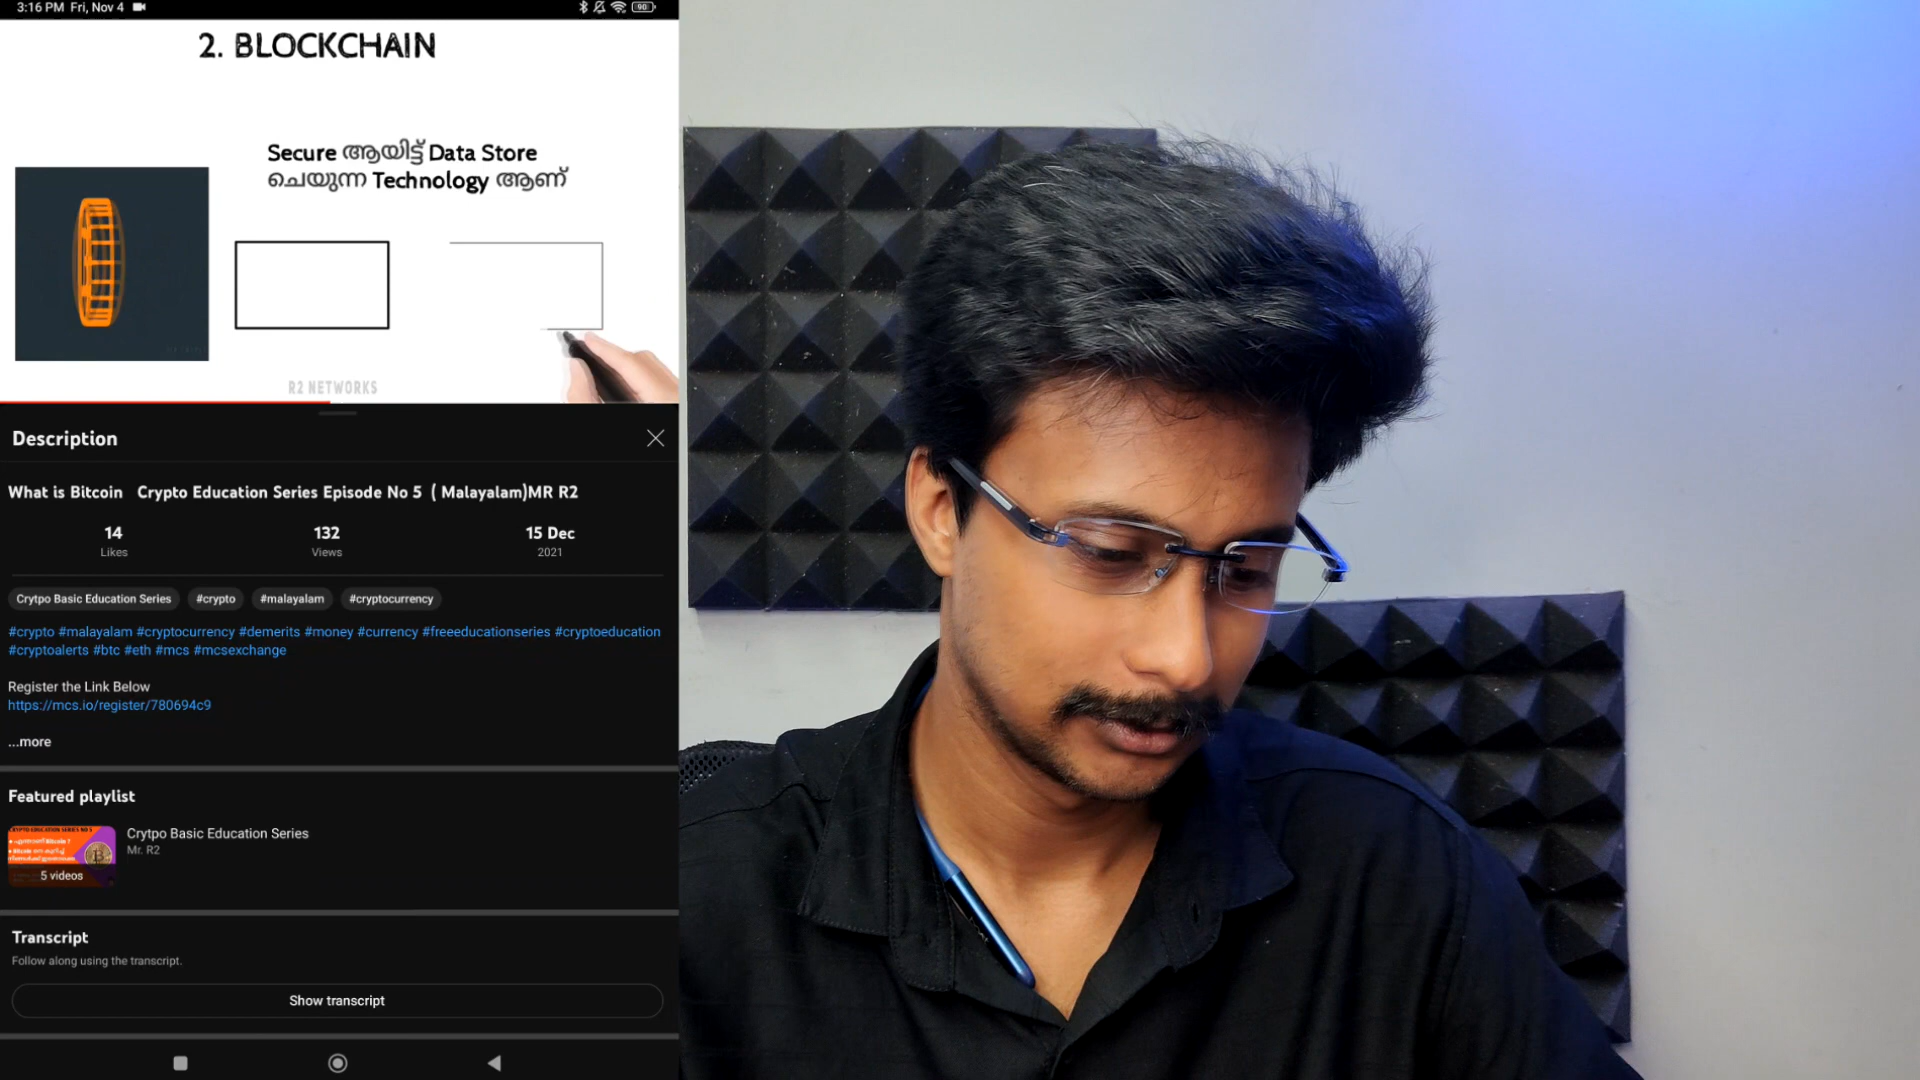 3:16 PM Fri, Nov 4
90
2. BLOCKCHAIN
Secure ആയിട്ട് Data Store
ചെയുന്ന Technology ആണ്
R2 NETWORKS
Description
What is Bitcoin Crypto Education Series Episode No 5 ( Malayalam)MR R2
14 132 15 Dec
Likes Views 2021
Crytpo Basic Education Series #crypto #malayalam #cryptocurrency
#crypto #malayalam #cryptocurrency #demerits #money #currency #freeeducationseries #cryptoeducation
#cryptoalerts #btc #eth #mcs #mcsexchange
Register the Link Below
https://mcs.io/register/780694c9
...more
Featured playlist
Crytpo Basic Education Series
Mr. R2
5 videos
Transcript
Follow along using the transcript.
Show transcript